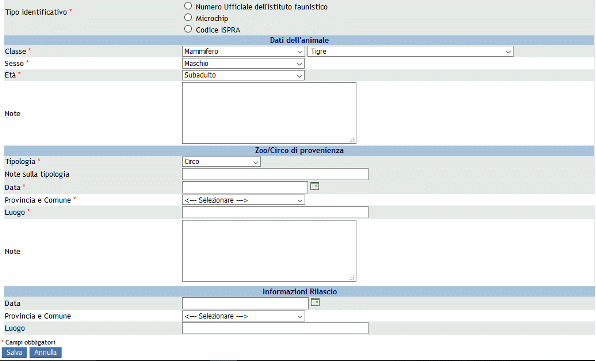 Numero Ufficiale dell'Istituto faunistico
Tipo Identificativo *
Microchip
Codice ISPRA
Dati dell'animale
Classe * Mammifero Tigre
Sesso * Maschio
Età * Subadulto
Note
Zoo/Circo di provenienza
Tipologia * Circo
Note sulla tipologia
Data *
Provincia e Comune * <--- Selezionare --->
Luogo *
Note
Informazioni Rilascio
Data
Provincia e Comune <--- Selezionare --->
Luogo
* Campi obbligatori
Salva Annulla